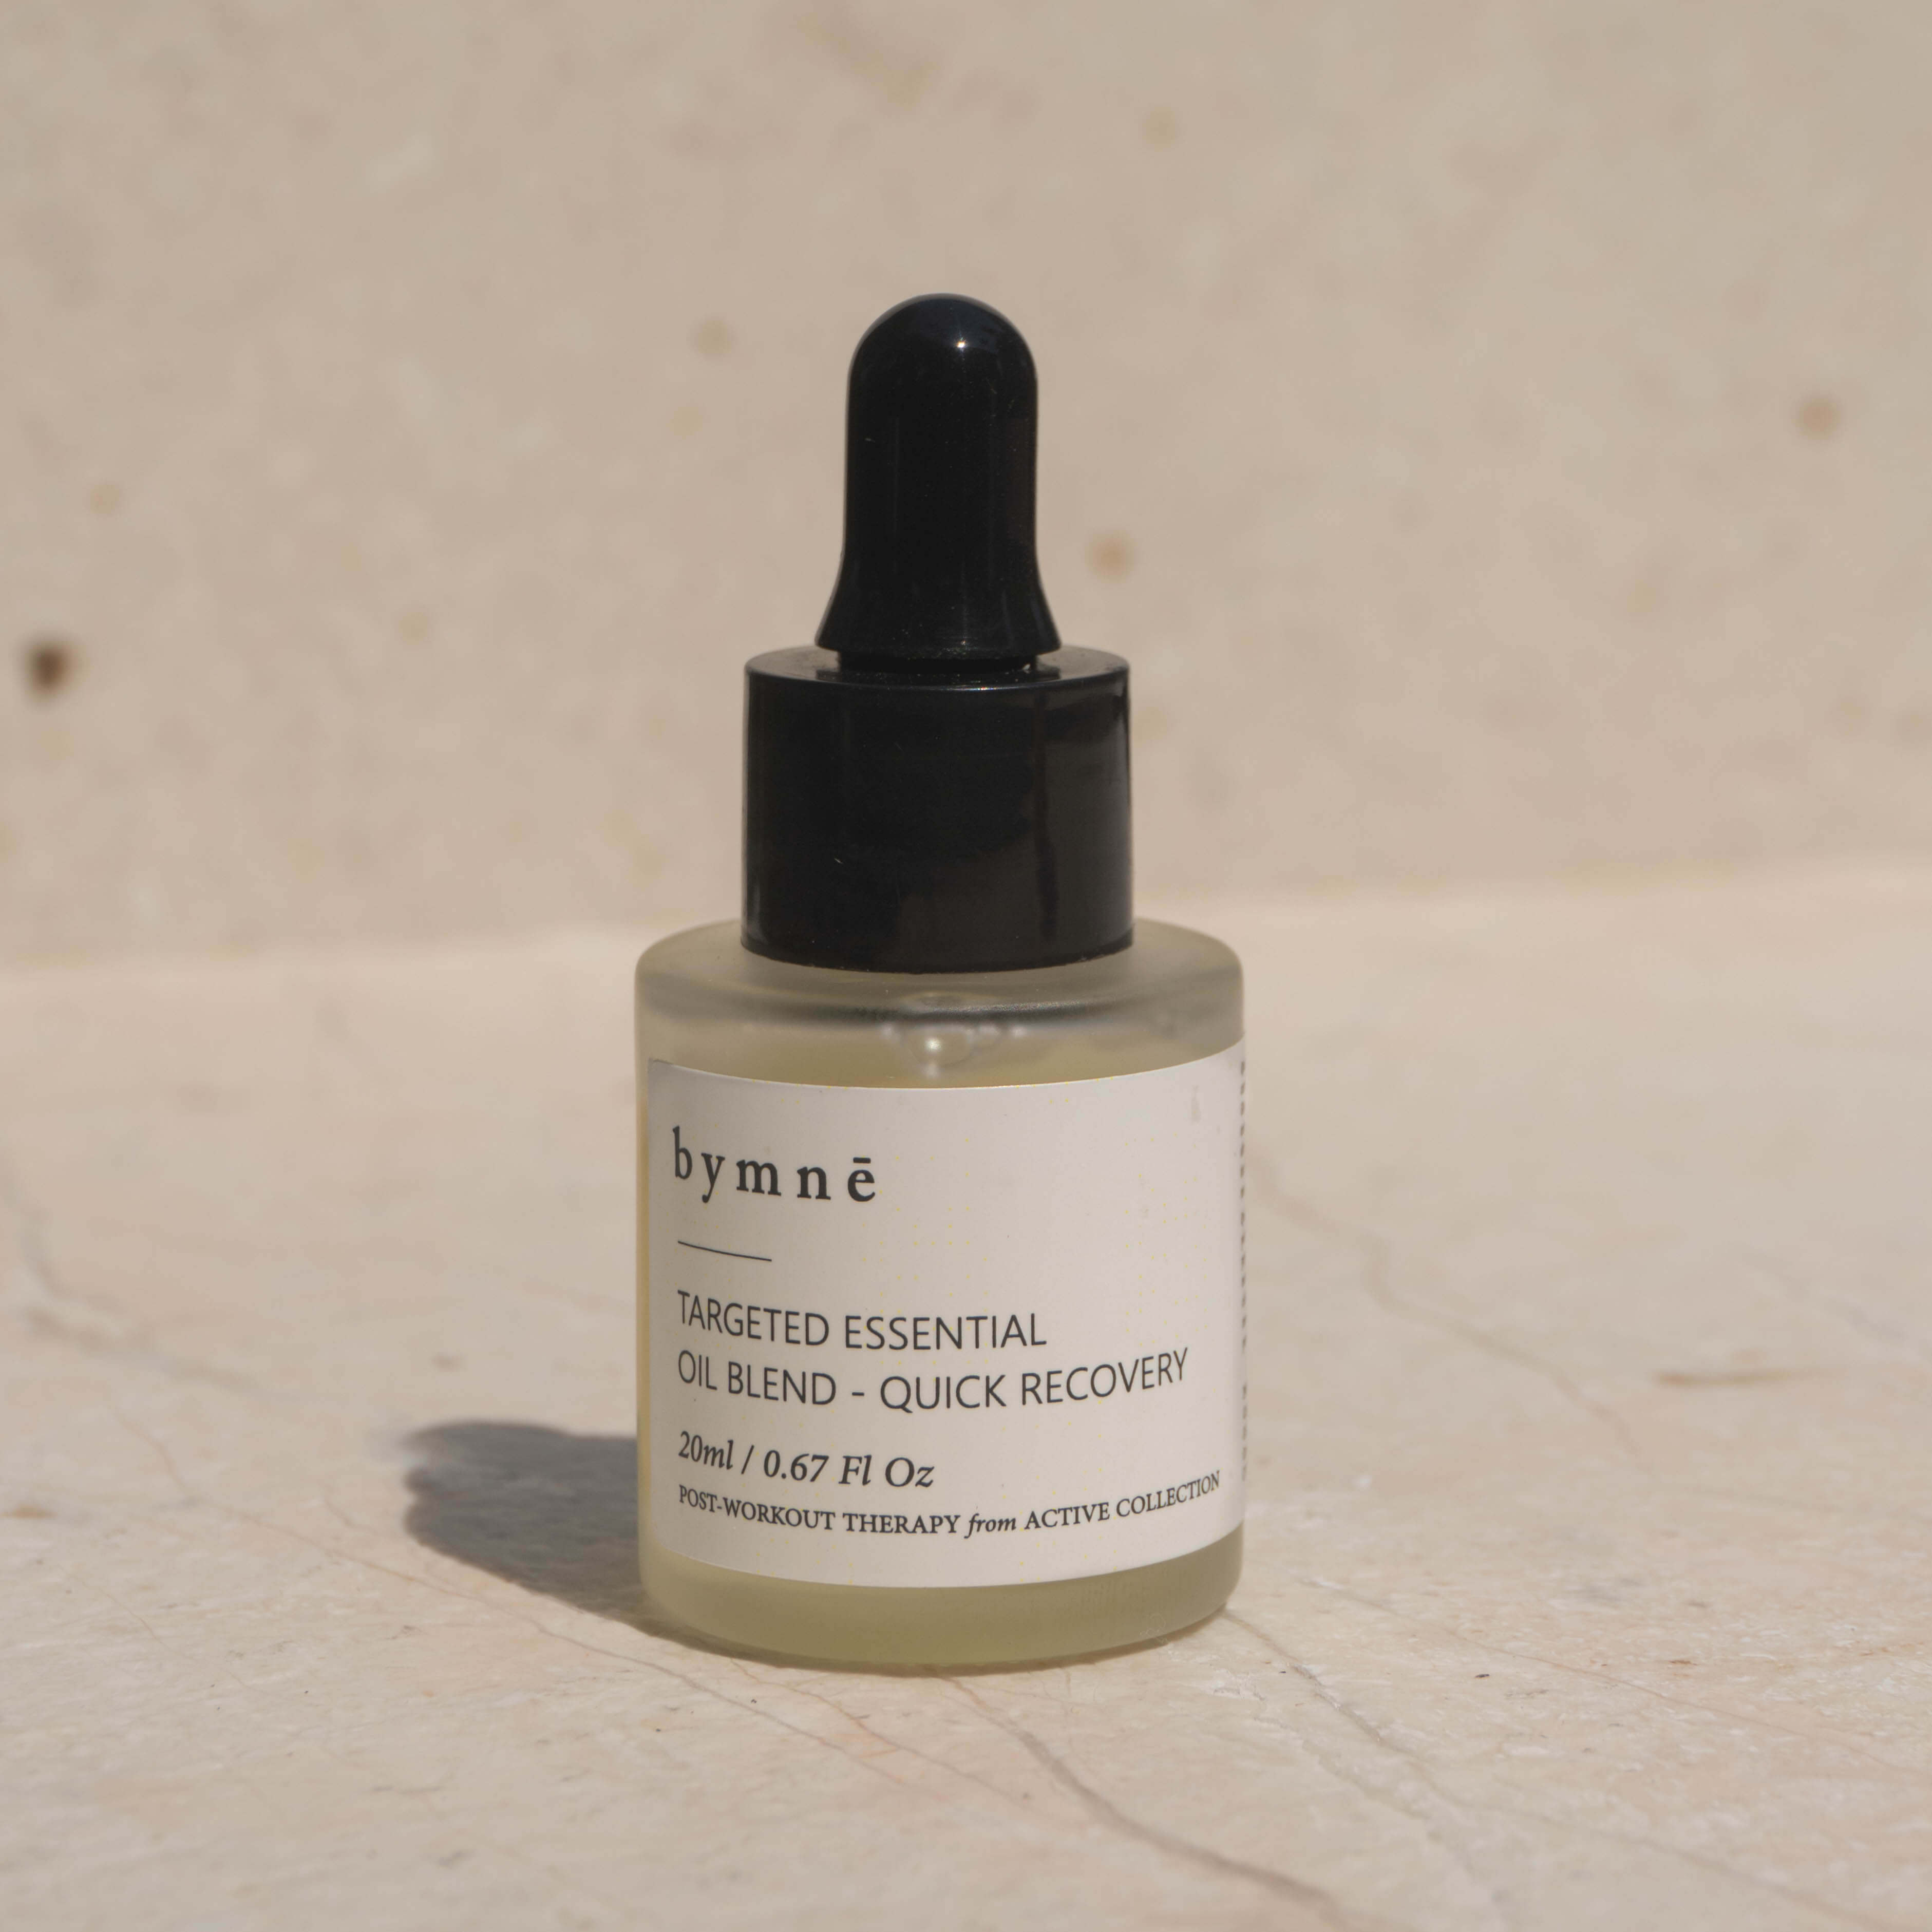 bymnē
TARGETED ESSENTIAL
OIL BLEND - QUICK RECOVERY
20ml / 0.67 Fl Oz
POST-WORKOUT THERAPY from ACTIVE COLLECTION